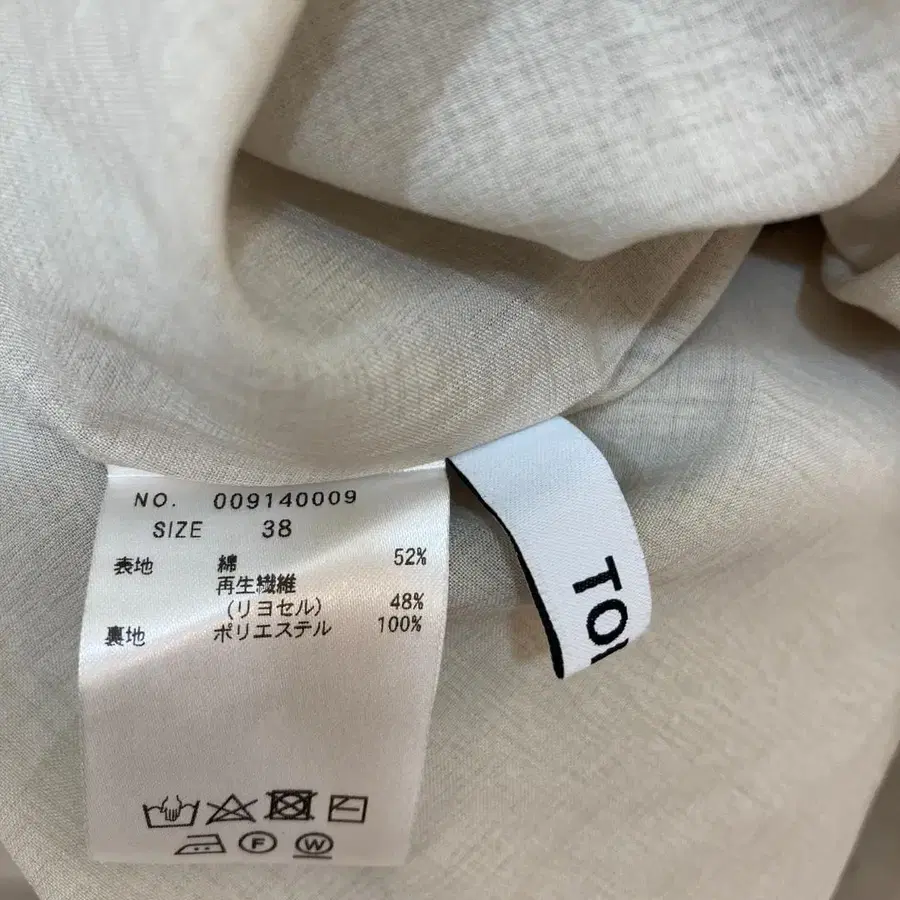 NO. 009140009
SIZE 38
表地 綿 52%
再生繊維
(リヨセル) 48%
裏地 ポリエステル 100%
F W